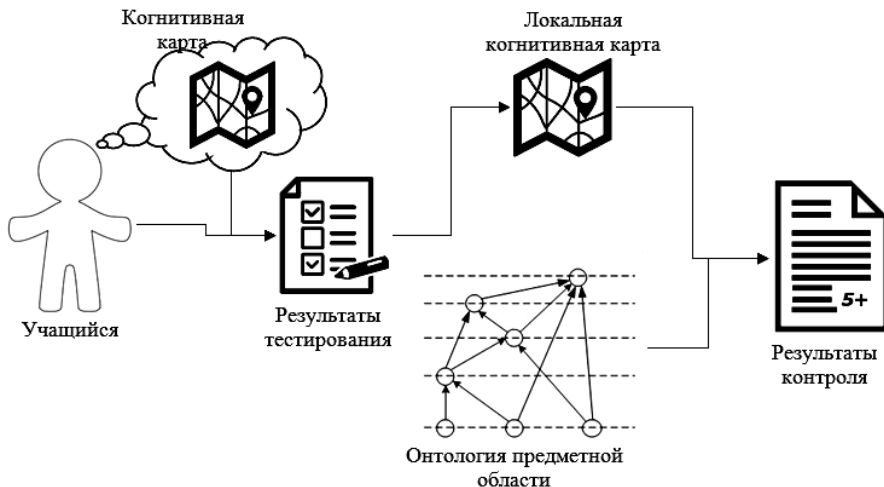 Когнитивная
карта
Локальная
когнитивная карта
Учащийся
Результаты
тестирования
5+
Результаты
контроля
Онтология предметной
области